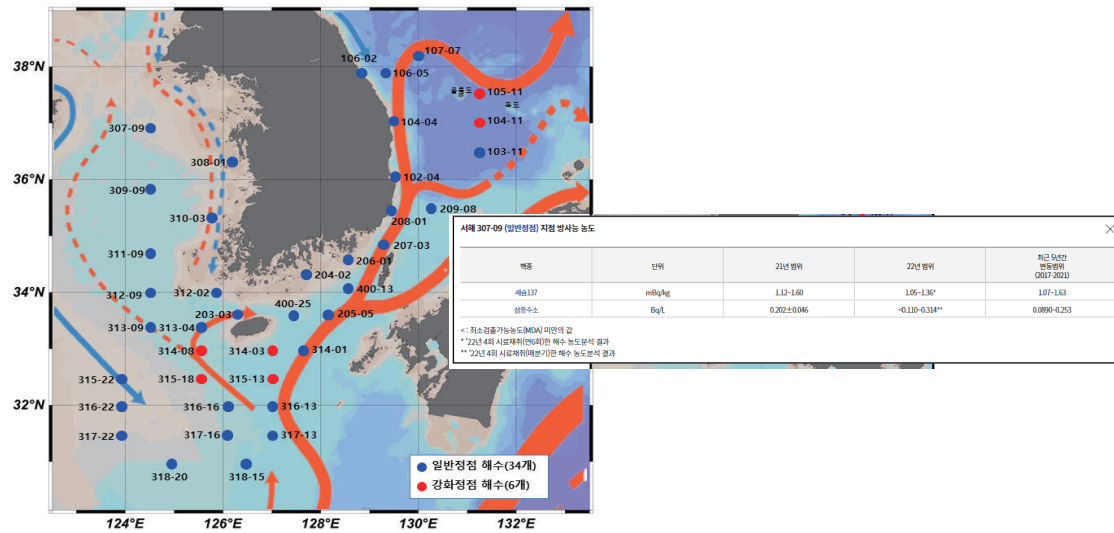 38°N
36°N
34°N
32°N
124°E
126°E
128°E
130°E
132°E
107-07
106-02
106-05
울릉도
105-11
독도
104-04
104-11
307-09
103-11
308-01
102-04
309-09
209-08
310-03
208-01
207-03
311-09
206-01
204-02
400-13
312-09
312-02
400-25
203-03
205-05
313-09
313-04
314-08
314-03
314-01
315-22
315-18
315-13
316-22
316-16
316-13
317-22
317-16
317-13
318-20
318-15
일반정점 해수(34개)
강화정점 해수(6개)
서해 307-09 (일반정점) 지점 방사능 농도
핵종 단위 21년 범위 22년 범위 최근 5년간
변동범위
(2017-2021)
세슘137 mBq/kg 1.12~1.60 1.05~1.36* 1.07~1.63
삼중수소 Bq/L 0.202±0.046 <0.110~0.314** 0.0890~0.253
< : 최소검출가능농도(MDA) 미만의 값
* '22년 4회 시료채취(연6회)한 해수 농도분석 결과
** '22년 4회 시료채취(매분기)한 해수 농도분석 결과